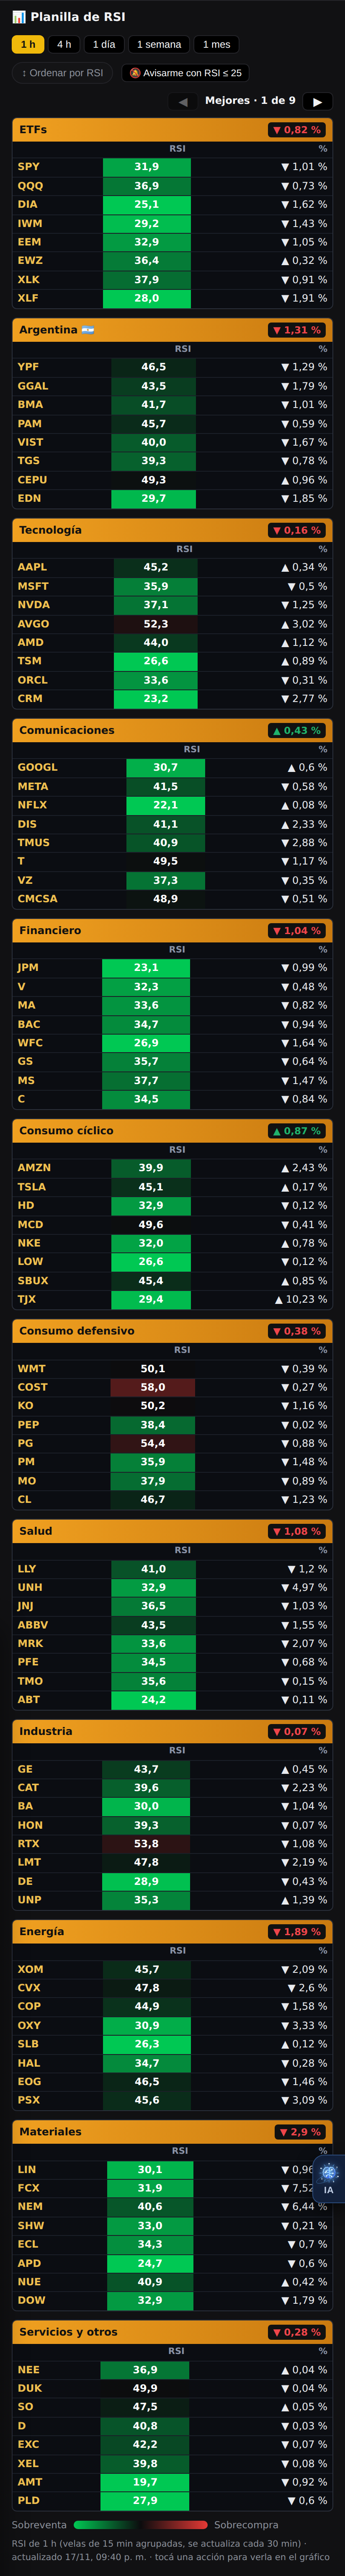 📊 Planilla de RSI
1 h 4 h 1 día 1 semana 1 mes
↕ Ordenar por RSI 🔕 Avisarme con RSI ≤ 25
◀ Mejores · 1 de 9 ▶
ETFs ▼ 0,82 %
RSI %
SPY 31,9 ▼ 1,01 %
QQQ 36,9 ▼ 0,73 %
DIA 25,1 ▼ 1,62 %
IWM 29,2 ▼ 1,43 %
EEM 32,9 ▼ 1,05 %
EWZ 36,4 ▲ 0,32 %
XLK 37,9 ▼ 0,91 %
XLF 28,0 ▼ 1,91 %
Argentina 🇦🇷 ▼ 1,31 %
RSI %
YPF 46,5 ▼ 1,29 %
GGAL 43,5 ▼ 1,79 %
BMA 41,7 ▼ 1,01 %
PAM 45,7 ▼ 0,59 %
VIST 40,0 ▼ 1,67 %
TGS 39,3 ▼ 0,78 %
CEPU 49,3 ▲ 0,96 %
EDN 29,7 ▼ 1,85 %
Tecnología ▼ 0,16 %
RSI %
AAPL 45,2 ▲ 0,34 %
MSFT 35,9 ▼ 0,5 %
NVDA 37,1 ▼ 1,25 %
AVGO 52,3 ▲ 3,02 %
AMD 44,0 ▲ 1,12 %
TSM 26,6 ▲ 0,89 %
ORCL 33,6 ▼ 0,31 %
CRM 23,2 ▼ 2,77 %
Comunicaciones ▲ 0,43 %
RSI %
GOOGL 30,7 ▲ 0,6 %
META 41,5 ▼ 0,58 %
NFLX 22,1 ▲ 0,08 %
DIS 41,1 ▲ 2,33 %
TMUS 40,9 ▼ 2,88 %
T 49,5 ▼ 1,17 %
VZ 37,3 ▼ 0,35 %
CMCSA 48,9 ▼ 0,51 %
Financiero ▼ 1,04 %
RSI %
JPM 23,1 ▼ 0,99 %
V 32,3 ▼ 0,48 %
MA 33,6 ▼ 0,82 %
BAC 34,7 ▼ 0,94 %
WFC 26,9 ▼ 1,64 %
GS 35,7 ▼ 0,64 %
MS 37,7 ▼ 1,47 %
C 34,5 ▼ 0,84 %
Consumo cíclico ▲ 0,87 %
RSI %
AMZN 39,9 ▲ 2,43 %
TSLA 45,1 ▲ 0,17 %
HD 32,9 ▼ 0,12 %
MCD 49,6 ▼ 0,41 %
NKE 32,0 ▲ 0,78 %
LOW 26,6 ▼ 0,12 %
SBUX 45,4 ▲ 0,85 %
TJX 29,4 ▲ 10,23 %
Consumo defensivo ▼ 0,38 %
RSI %
WMT 50,1 ▼ 0,39 %
COST 58,0 ▼ 0,27 %
KO 50,2 ▼ 1,16 %
PEP 38,4 ▼ 0,02 %
PG 54,4 ▼ 0,88 %
PM 35,9 ▼ 1,48 %
MO 37,9 ▼ 0,89 %
CL 46,7 ▼ 1,23 %
Salud ▼ 1,08 %
RSI %
LLY 41,0 ▼ 1,2 %
UNH 32,9 ▼ 4,97 %
JNJ 36,5 ▼ 1,03 %
ABBV 43,5 ▼ 1,55 %
MRK 33,6 ▼ 2,07 %
PFE 34,5 ▼ 0,68 %
TMO 35,6 ▼ 0,15 %
ABT 24,2 ▼ 0,11 %
Industria ▼ 0,07 %
RSI %
GE 43,7 ▲ 0,45 %
CAT 39,6 ▼ 2,23 %
BA 30,0 ▼ 1,04 %
HON 39,3 ▼ 0,07 %
RTX 53,8 ▼ 1,08 %
LMT 47,8 ▼ 2,19 %
DE 28,9 ▼ 0,43 %
UNP 35,3 ▲ 1,39 %
Energía ▼ 1,89 %
RSI %
XOM 45,7 ▼ 2,09 %
CVX 47,8 ▼ 2,6 %
COP 44,9 ▼ 1,58 %
OXY 30,9 ▼ 3,33 %
SLB 26,3 ▲ 0,12 %
HAL 34,7 ▼ 0,28 %
EOG 46,5 ▼ 1,46 %
PSX 45,6 ▼ 3,09 %
Materiales ▼ 2,9 %
RSI %
LIN 30,1 ▼ 0,96
FCX 31,9 ▼ 7,52
NEM 40,6 ▼ 6,44 %
IA
SHW 33,0 ▼ 0,21 %
ECL 34,3 ▼ 0,7 %
APD 24,7 ▼ 0,6 %
NUE 40,9 ▲ 0,42 %
DOW 32,9 ▼ 1,79 %
Servicios y otros ▼ 0,28 %
RSI %
NEE 36,9 ▲ 0,04 %
DUK 49,9 ▼ 0,04 %
SO 47,5 ▲ 0,05 %
D 40,8 ▼ 0,03 %
EXC 42,2 ▼ 0,07 %
XEL 39,8 ▼ 0,08 %
AMT 19,7 ▼ 0,92 %
PLD 27,9 ▼ 0,6 %
Sobreventa Sobrecompra
RSI de 1 h (velas de 15 min agrupadas, se actualiza cada 30 min) ·
actualizado 17/11, 09:40 p. m. · tocá una acción para verla en el gráfico